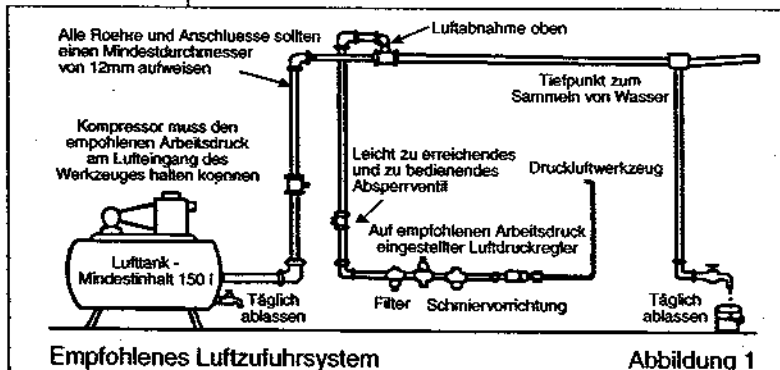 Alle Roehre und Anschluesse sollten
einen Mindestdurchmesser
von 12mm aufweisen
Luftabnahme oben
Tiefpunkt zum
Sammeln von Wasser
Kompressor muss den
empohlenen Arbeitsdruck
am Lufteingang des
Werkzeuges halten koennen
Leicht zu erreichendes
und zu bedienendes
Absperrventil
Druckluftwerkzeug
Auf empfohlenen Arbeitsdruck
eingestellter Luftdruckregler
Lufttank -
Mindestinhalt 150 l
Täglich
ablassen
Filter
Schmiervorrichtung
Täglich
ablassen
Empfohlenes Luftzufuhrsystem
Abbildung 1